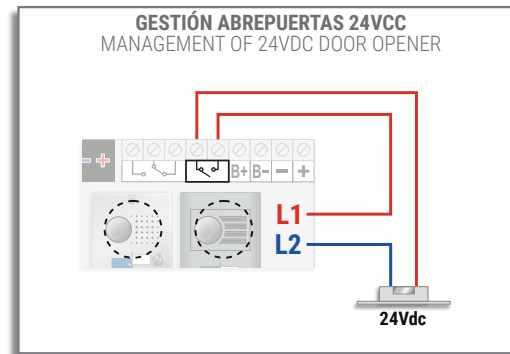 GESTIÓN ABREPUERTAS 24VCC
MANAGEMENT OF 24VDC DOOR OPENER
- +
B+ B- - +
L1
L2
24Vdc